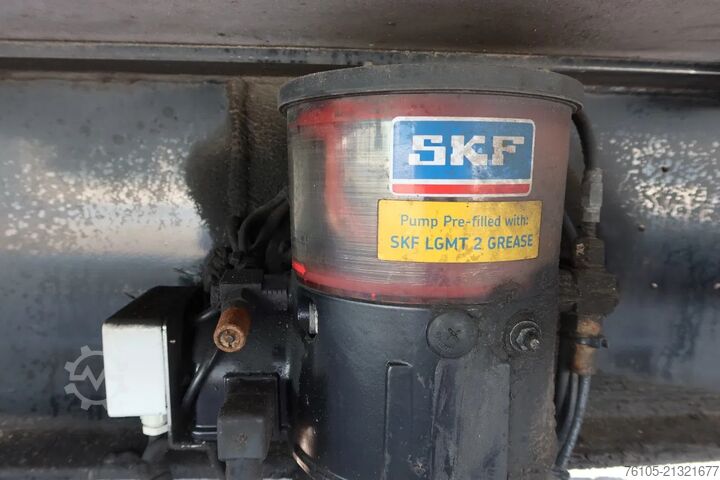 SKF
Pump Pre-filled with:
SKF LGMT 2 GREASE
76105-21321677